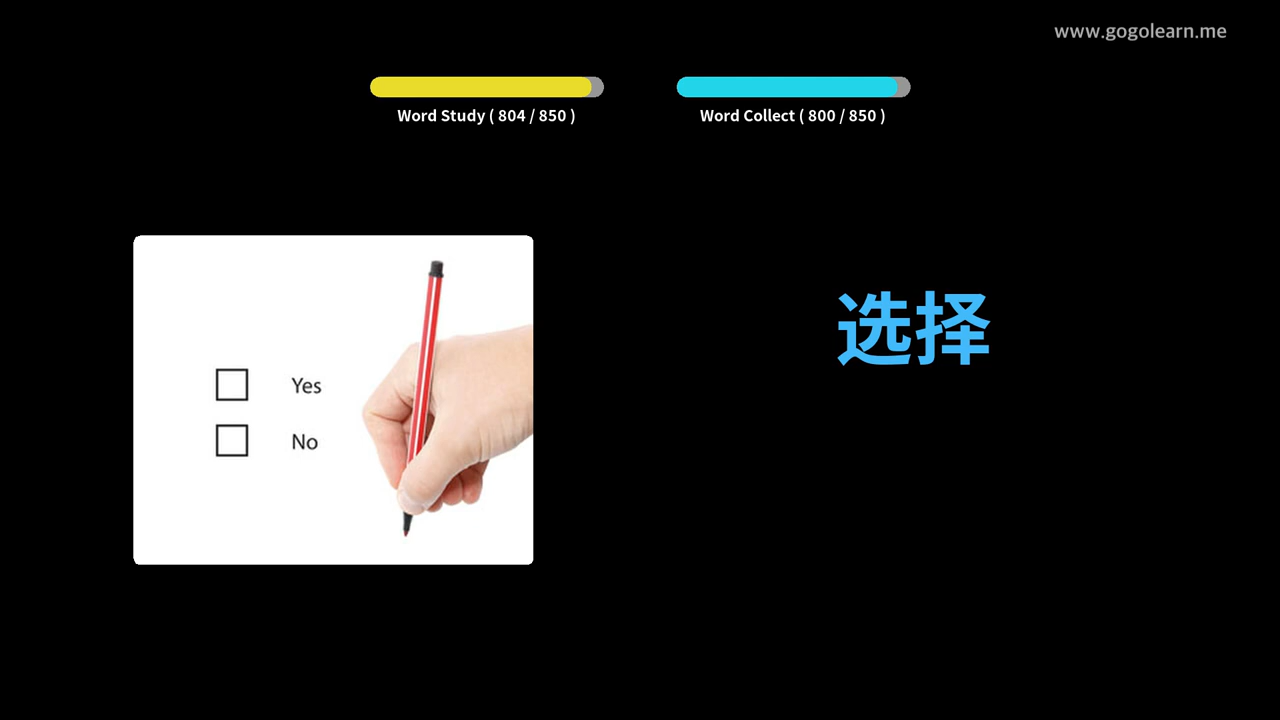 www.gogolearn.me
Word Study ( 804 / 850 )
Word Collect ( 800 / 850 )
选择
Yes
No